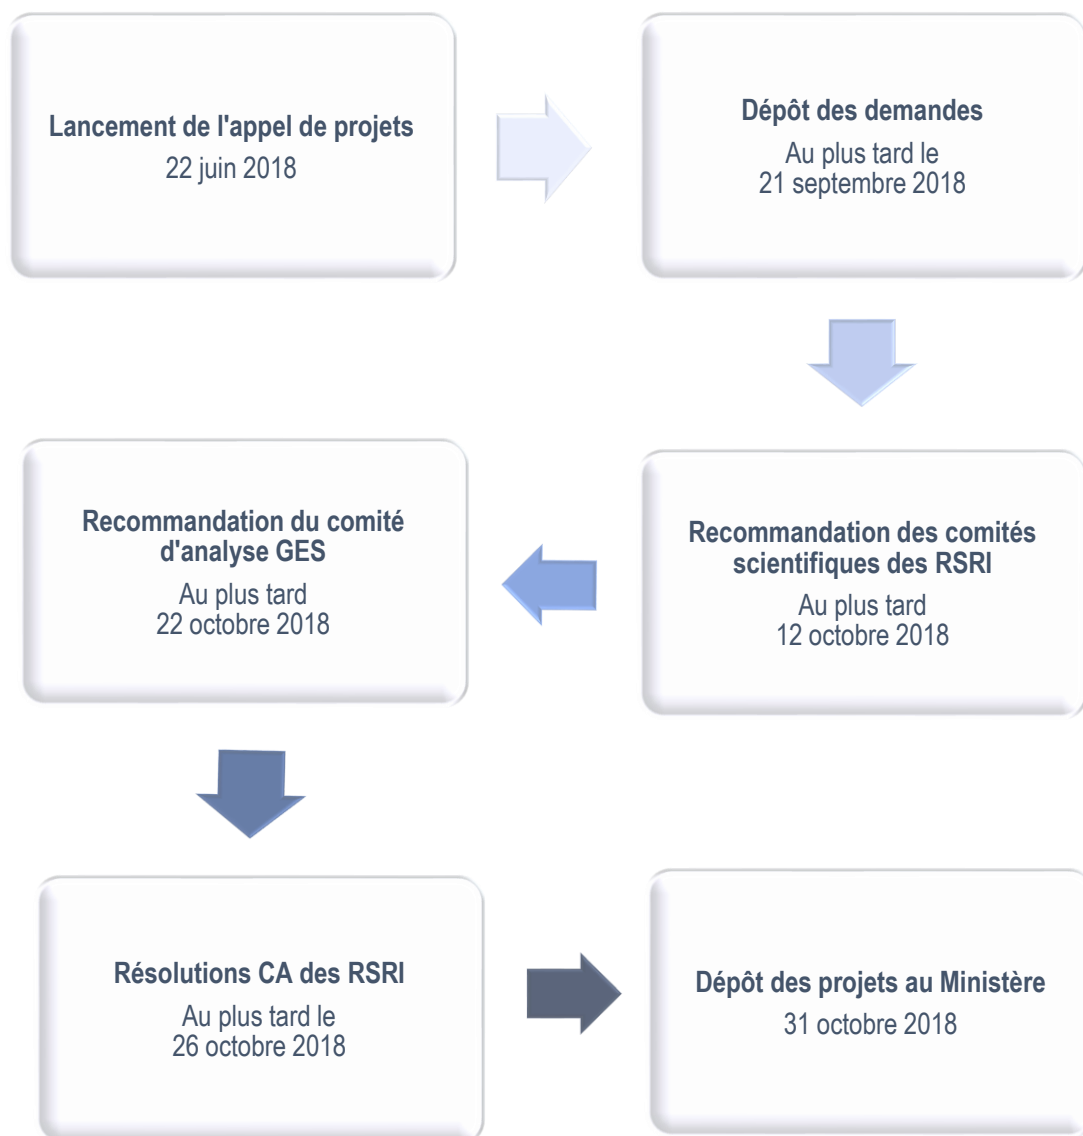 Lancement de l'appel de projets
22 juin 2018
Dépôt des demandes
Au plus tard le
21 septembre 2018
Recommandation des comités
scientifiques des RSRI
Au plus tard
12 octobre 2018
Recommandation du comité
d'analyse GES
Au plus tard
22 octobre 2018
Résolutions CA des RSRI
Au plus tard le
26 octobre 2018
Dépôt des projets au Ministère
31 octobre 2018